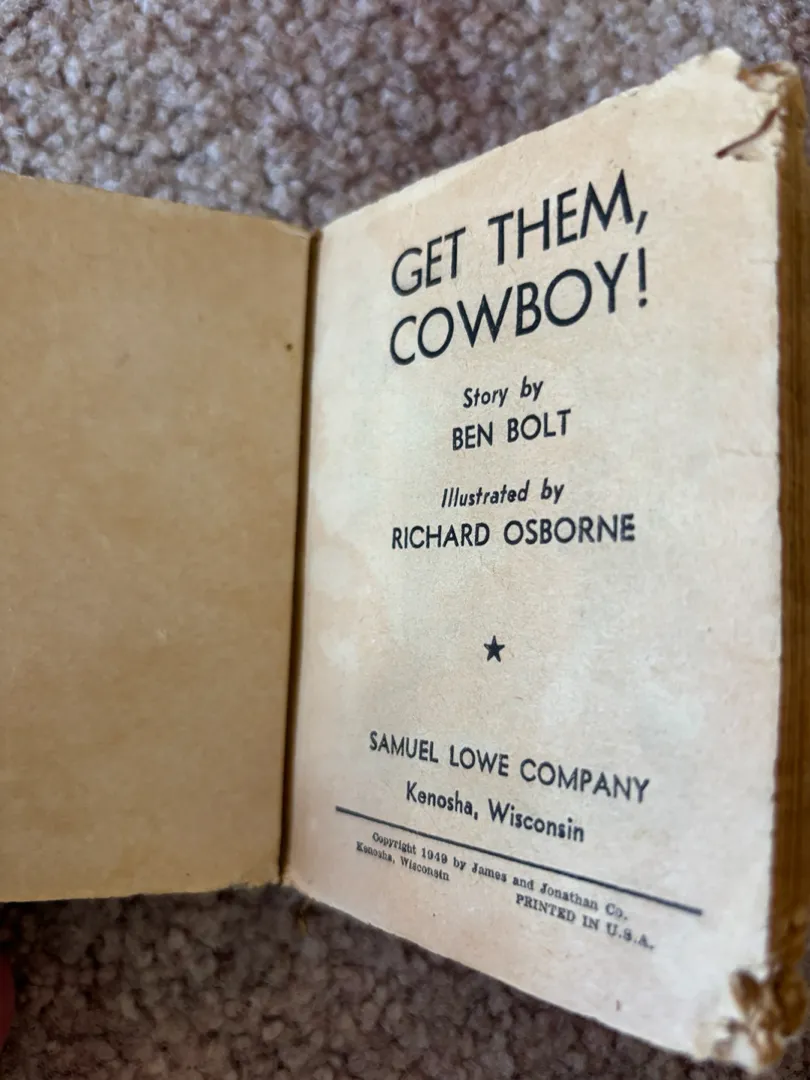 GET THEM,
COWBOY!
Story by
BEN BOLT
Illustrated by
RICHARD OSBORNE
SAMUEL LOWE COMPANY
Kenosha, Wisconsin
Copyright 1949 by James and Jonathan Co.
Kenosha, Wisconsin
PRINTED IN U.S.A.